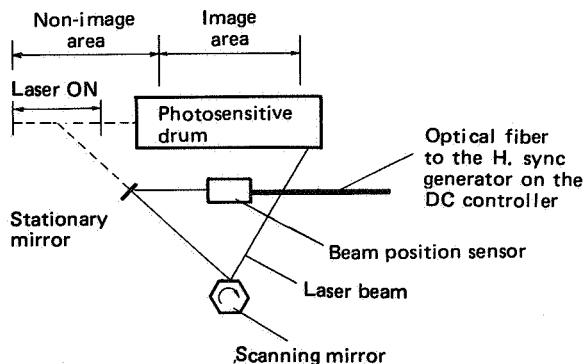 Non-image
area
Image
area
Laser ON
Photosensitive
drum
Optical fiber
to the H. sync
generator on the
DC controller
Stationary
mirror
Beam position sensor
Laser beam
Scanning mirror